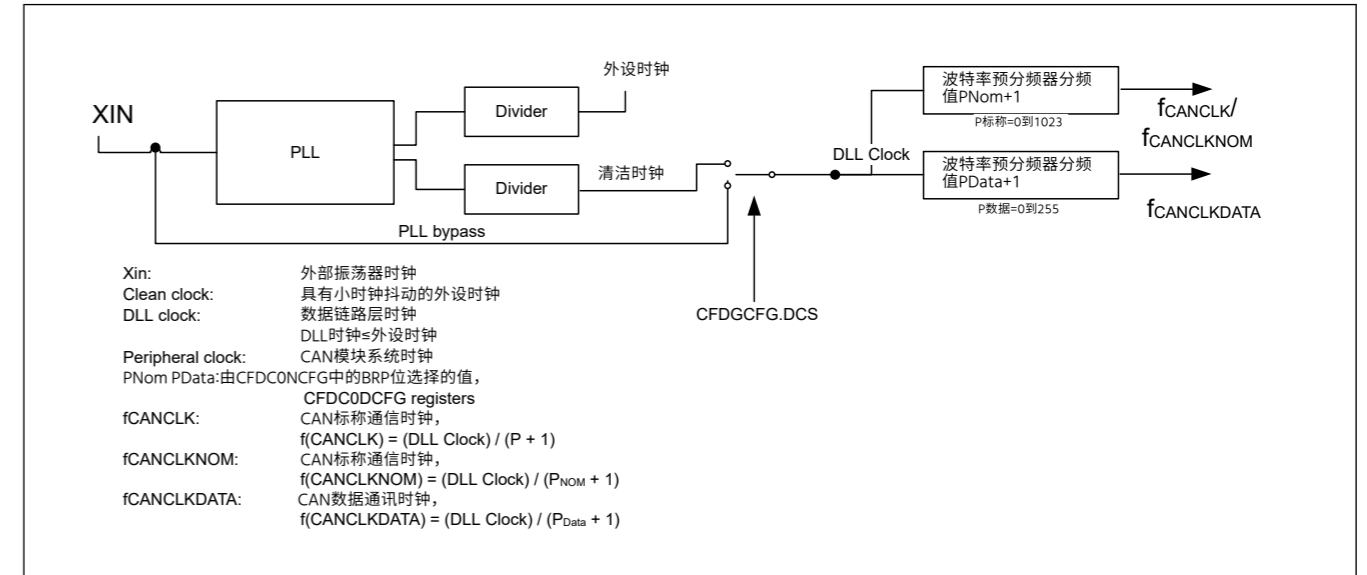 外设时钟
XIN
PLL
Divider
Divider
清洁时钟
PLL bypass
DLL Clock
波特率预分频器分频
值PNom+1
P标称=0到1023
fCANCLK/
fCANCLKNOM
波特率预分频器分频
值PData+1
P数据=0到255
fCANCLKDATA
CFDGCFG.DCS
Xin: 外部振荡器时钟
Clean clock: 具有小时钟抖动的外设时钟
DLL clock: 数据链路层时钟
DLL时钟≤外设时钟
Peripheral clock: CAN模块系统时钟
PNom PData:由CFDC0NCFG中的BRP位选择的值，
CFDC0DCFG registers
fCANCLK: CAN标称通信时钟，
f(CANCLK) = (DLL Clock) / (P + 1)
fCANCLKNOM: CAN标称通信时钟，
f(CANCLKNOM) = (DLL Clock) / (PNOM + 1)
fCANCLKDATA: CAN数据通讯时钟，
f(CANCLKDATA) = (DLL Clock) / (PData + 1)